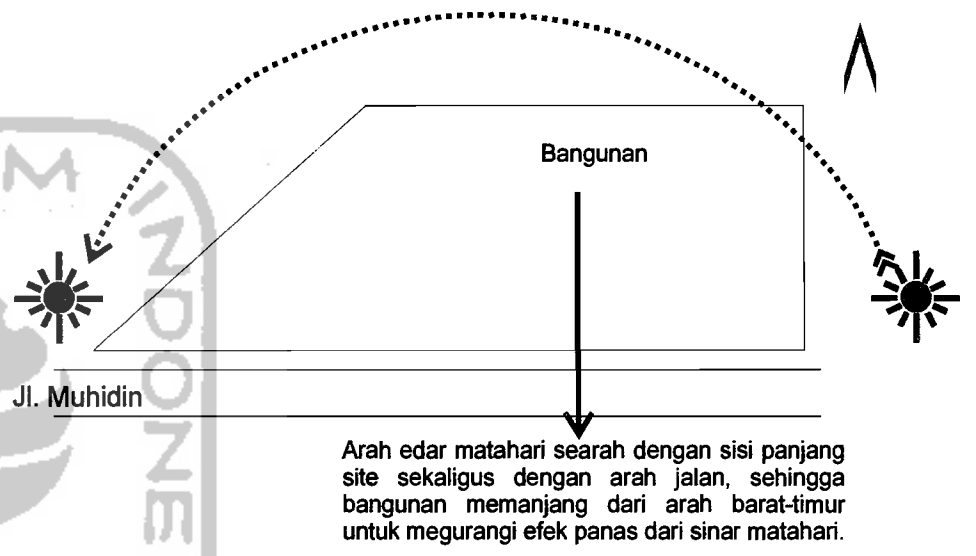 Bangunan
Jl. Muhidin
Arah edar matahari searah dengan sisi panjang
site sekaligus dengan arah jalan, sehingga
bangunan memanjang dari arah barat-timur
untuk megurangi efek panas dari sinar matahari.
M
INDONE